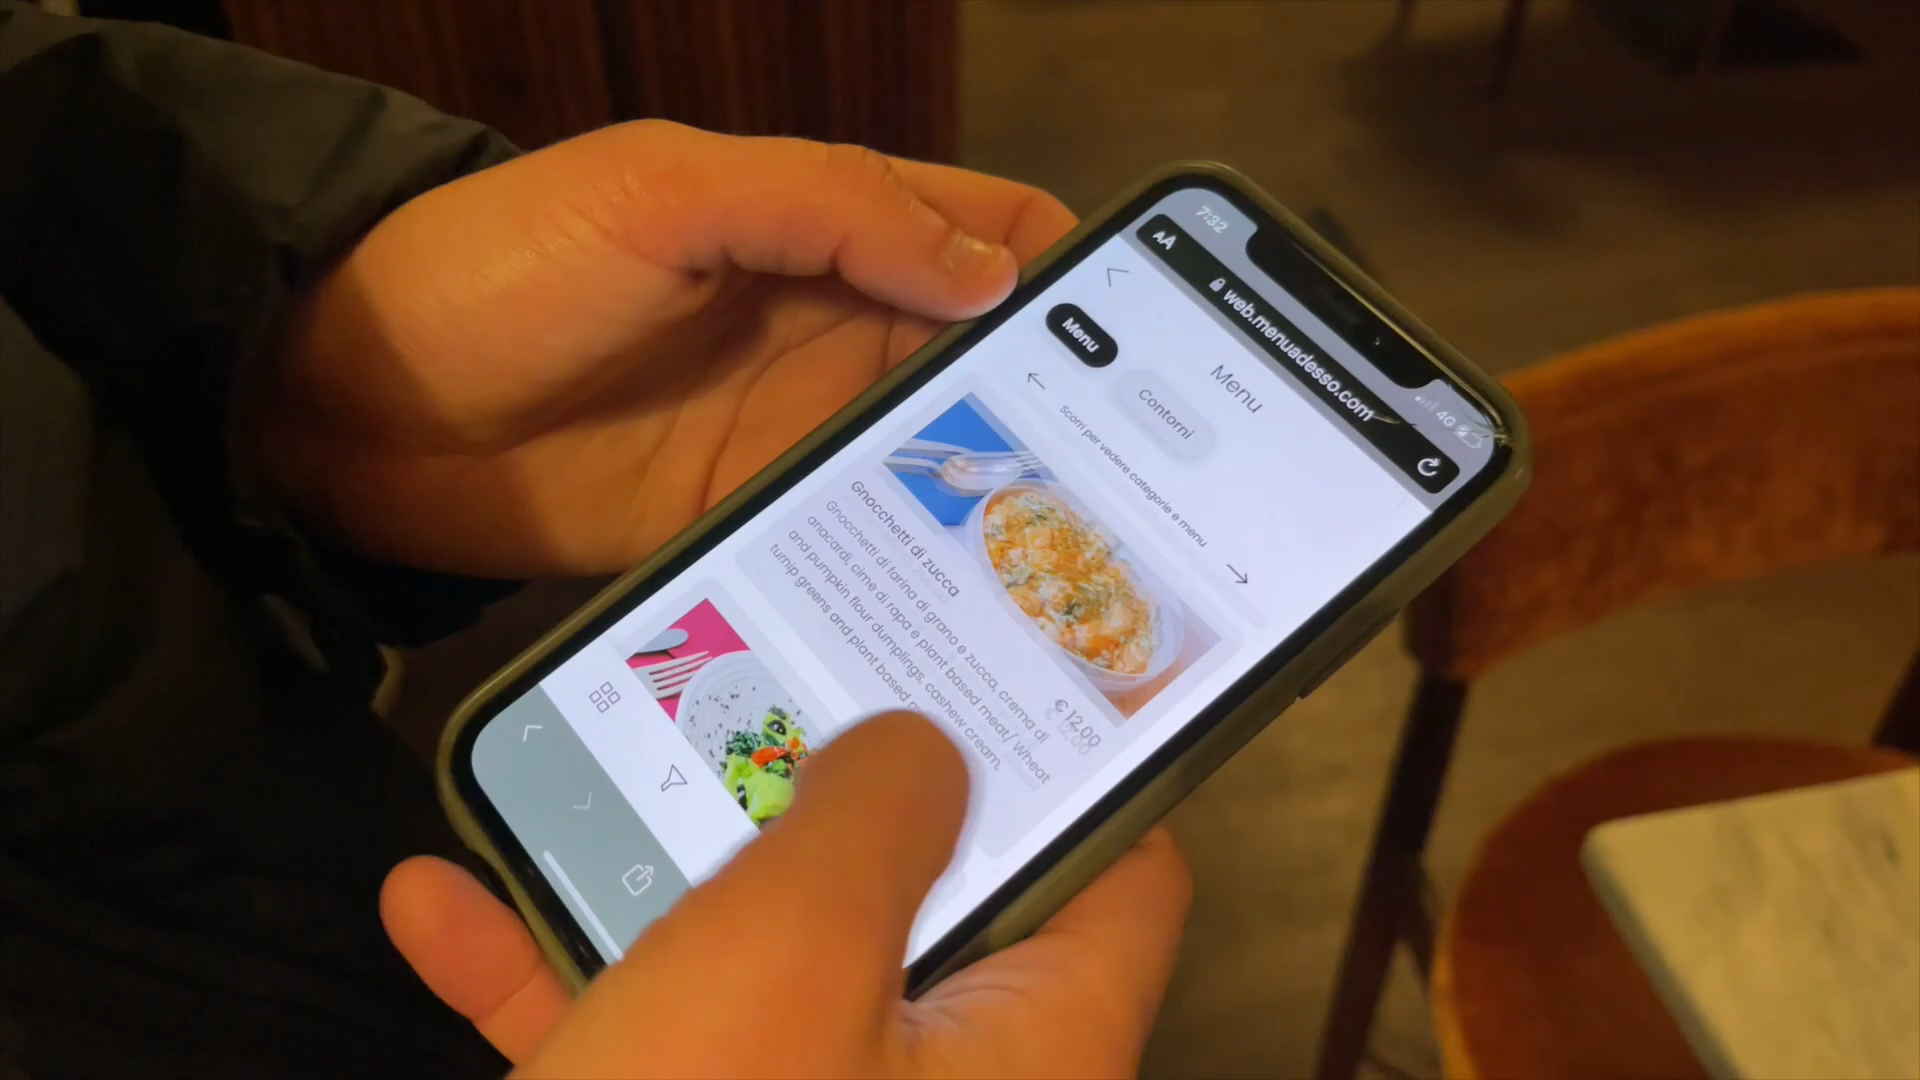 7:32
4G
AA
web.menuadesso.com
Menu
Menu
Contorni
Scorri per vedere categorie e menu
Gnocchetti di zucca
€ 12.00
Gnocchetti di farina di grano e zucca, crema di
anacardi, cime di rapa e plant based meat/ Wheat
and pumpkin flour dumplings, cashew cream,
turnip greens and plant based